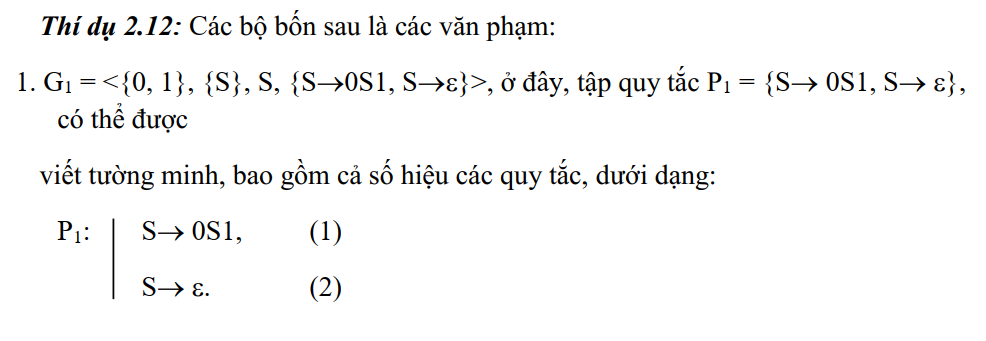 Thí dụ 2.12: Các bộ bốn sau là các văn phạm:
1. G₁ = <{0, 1}, {S}, S, {S→0S1, S→ε}>, ở đây, tập quy tắc P₁ = {S→ 0S1, S→ ε},
có thể được
viết tường minh, bao gồm cả số hiệu các quy tắc, dưới dạng:
P₁: S→ 0S1, (1)
S→ ε. (2)